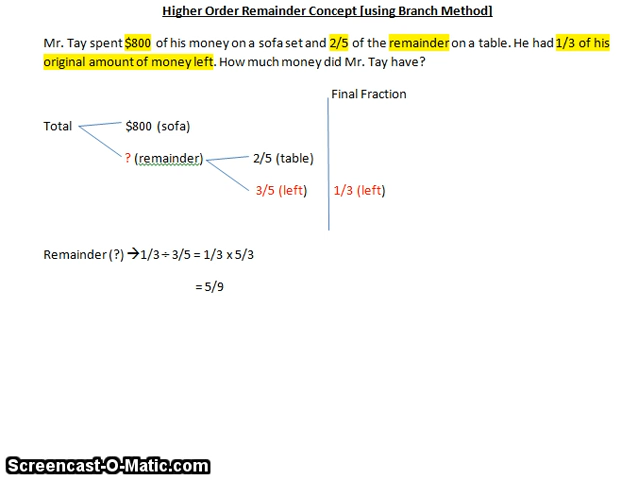 Higher Order Remainder Concept [using Branch Method]
Mr. Tay spent $800 of his money on a sofa set and 2/5 of the remainder on a table. He had 1/3 of his
original amount of money left. How much money did Mr. Tay have?
Final Fraction
Total $800 (sofa)
? (remainder) 2/5 (table)
3/5 (left) 1/3 (left)
Remainder (?) → 1/3 ÷ 3/5 = 1/3 x 5/3
= 5/9
Screencast-O-Matic.com